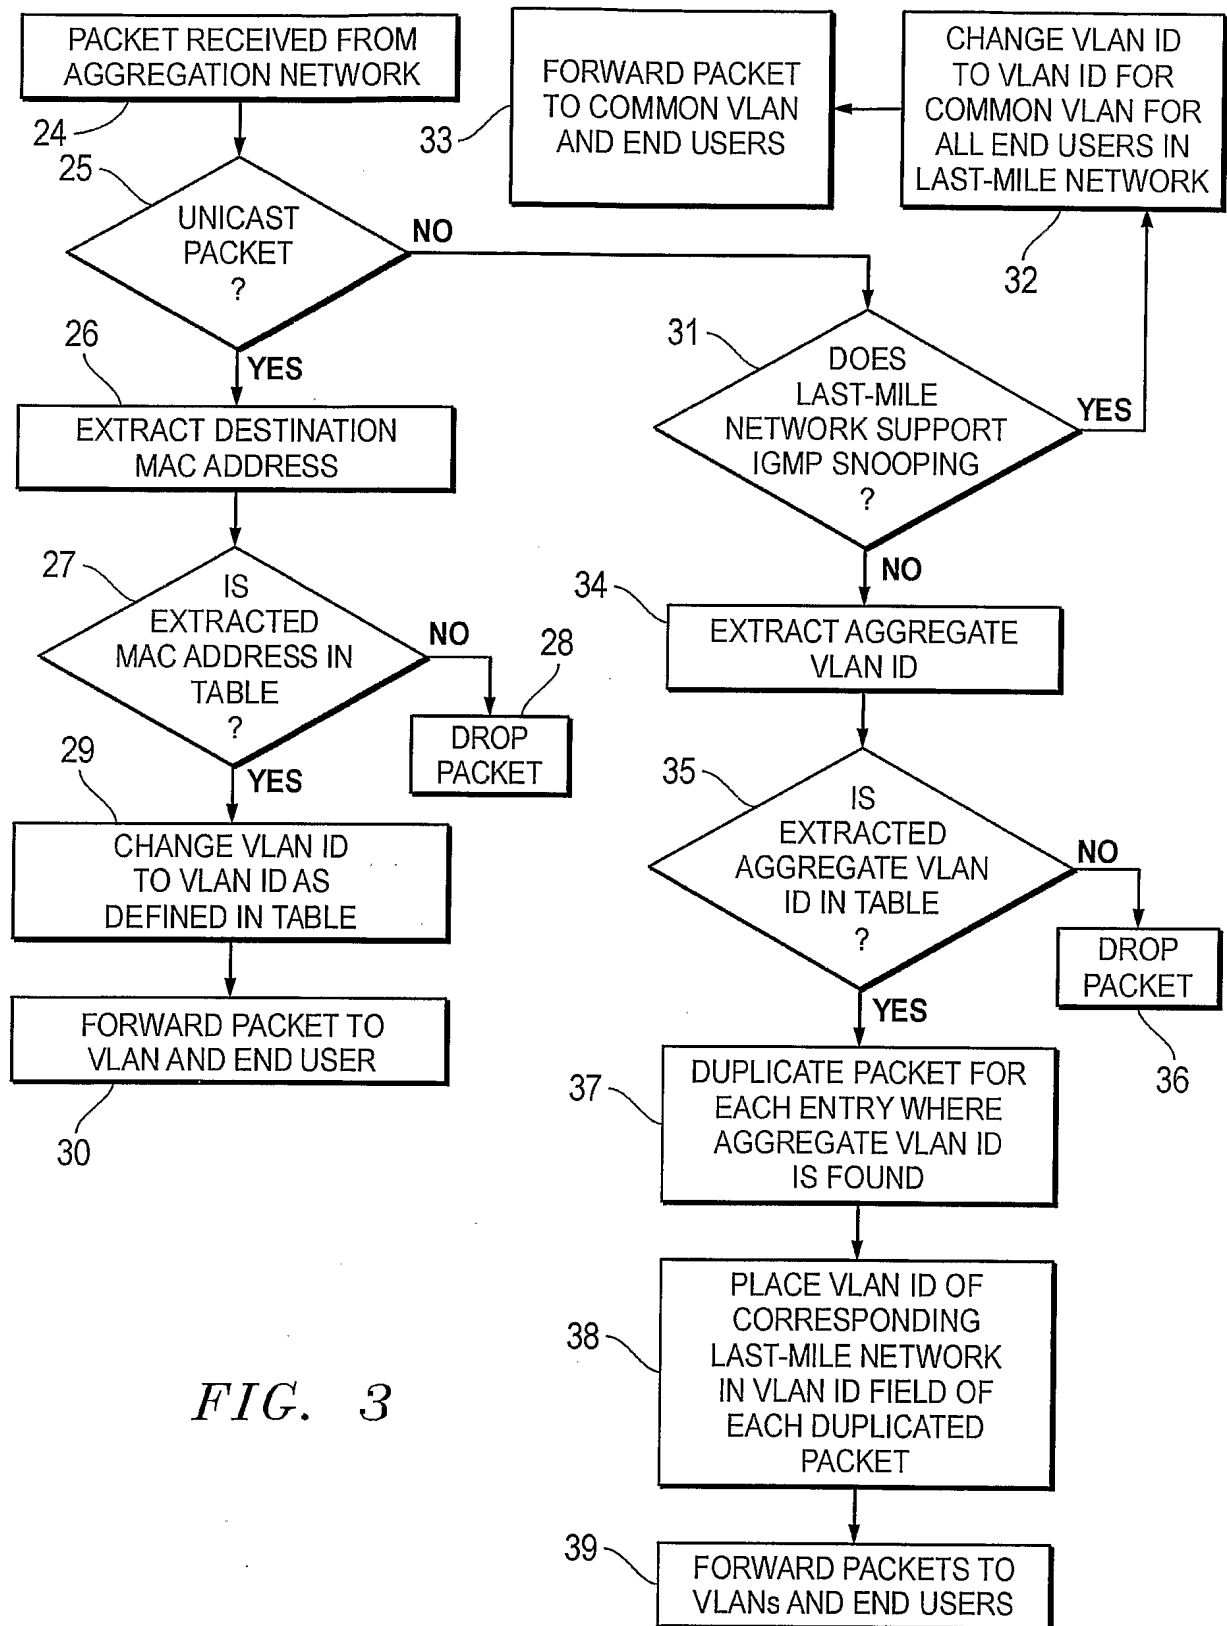 PACKET RECEIVED FROM
AGGREGATION NETWORK
24
25
UNICAST
PACKET
?
NO
YES
26
EXTRACT DESTINATION
MAC ADDRESS
27
IS
EXTRACTED
MAC ADDRESS IN
TABLE
?
NO
28
DROP
PACKET
YES
29
CHANGE VLAN ID
TO VLAN ID AS
DEFINED IN TABLE
FORWARD PACKET TO
VLAN AND END USER
30
FORWARD PACKET
TO COMMON VLAN
AND END USERS
33
CHANGE VLAN ID
TO VLAN ID FOR
COMMON VLAN FOR
ALL END USERS IN
LAST-MILE NETWORK
32
31
DOES
LAST-MILE
NETWORK SUPPORT
IGMP SNOOPING
?
YES
NO
34
EXTRACT AGGREGATE
VLAN ID
35
IS
EXTRACTED
AGGREGATE VLAN
ID IN TABLE
?
NO
DROP
PACKET
36
YES
37
DUPLICATE PACKET FOR
EACH ENTRY WHERE
AGGREGATE VLAN ID
IS FOUND
38
PLACE VLAN ID OF
CORRESPONDING
LAST-MILE NETWORK
IN VLAN ID FIELD OF
EACH DUPLICATED
PACKET
39
FORWARD PACKETS TO
VLANs AND END USERS
FIG. 3